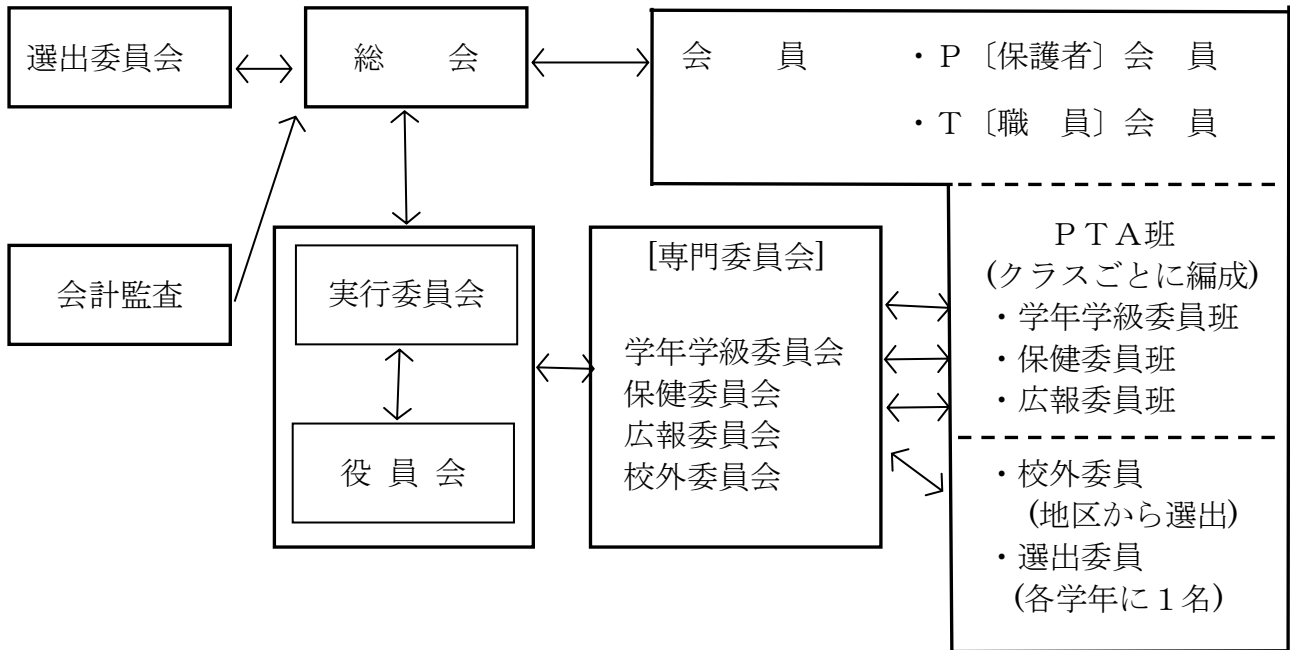 選出委員会
総　会
会　員　・Ｐ〔保護者〕会　員
・Ｔ〔職　員〕会　員
会計監査
実行委員会
役 員 会
[専門委員会]
学年学級委員会
保健委員会
広報委員会
校外委員会
ＰＴＡ班
(クラスごとに編成)
・学年学級委員班
・保健委員班
・広報委員班
・校外委員
(地区から選出)
・選出委員
(各学年に１名)